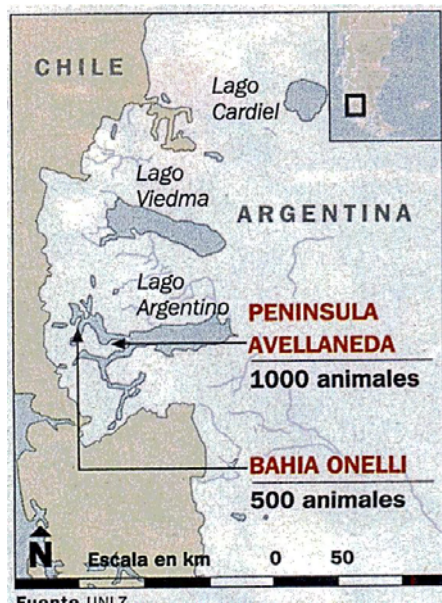 CHILE
Lago
Cardiel
Lago
Viedma
ARGENTINA
Lago
Argentino
PENINSULA
AVELLANEDA
1000 animales
BAHIA ONELLI
500 animales
N
Escala en km 0 50
Fuente UNLZ